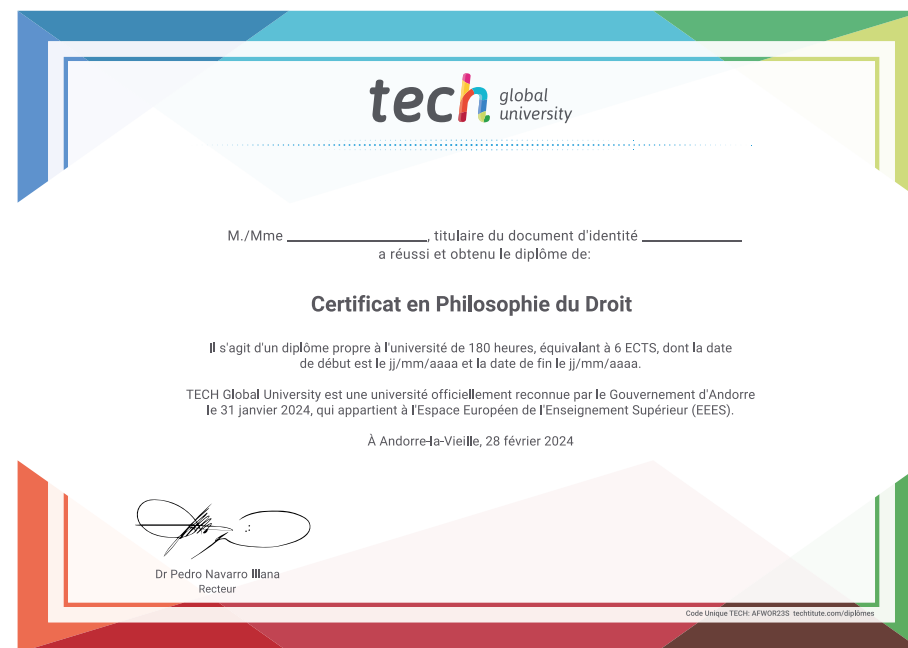 tech global university
M./Mme ____________________, titulaire du document d'identité ______________
a réussi et obtenu le diplôme de:
Certificat en Philosophie du Droit
Il s'agit d'un diplôme propre à l'université de 180 heures, équivalant à 6 ECTS, dont la date
de début est le jj/mm/aaaa et la date de fin le jj/mm/aaaa.
TECH Global University est une université officiellement reconnue par le Gouvernement d'Andorre
le 31 janvier 2024, qui appartient à l'Espace Européen de l'Enseignement Supérieur (EEES).
À Andorre-la-Vieille, 28 février 2024
Dr Pedro Navarro Illana
Recteur
Code Unique TECH: AFWOR23S techtitute.com/diplômes